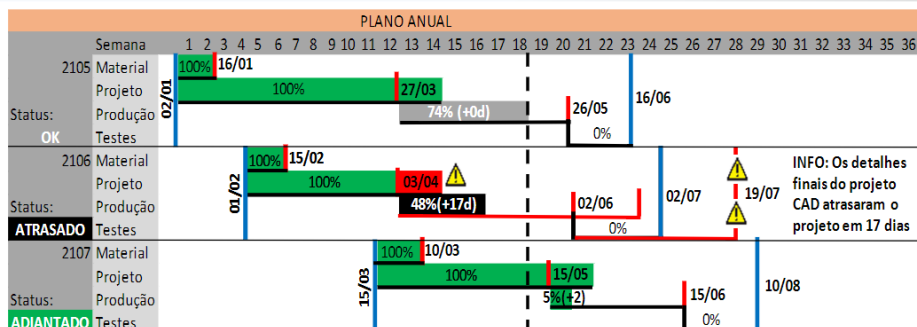 PLANO ANUAL
Semana 1 2 3 4 5 6 7 8 9 10 11 12 13 14 15 16 17 18 19 20 21 22 23 24 25 26 27 28 29 30 31 32 33 34 35 36
2105 Material 100% 16/01
02/01
Projeto 100% 27/03
Produção 74% (+0d) 26/05 16/06
Status:
OK Testes 0%
2106 Material 100% 15/02
01/02
Projeto 100% 03/04
Status: Produção 48%(+17d) 02/06 02/07 19/07
ATRASADO Testes 0%
INFO: Os detalhes
finais do projeto
CAD atrasaram o
projeto em 17 dias
2107 Material 100% 10/03
15/03
Projeto 100% 15/05
Status: Produção 5%(+2) 15/06 10/08
ADIANTADO Testes 0%